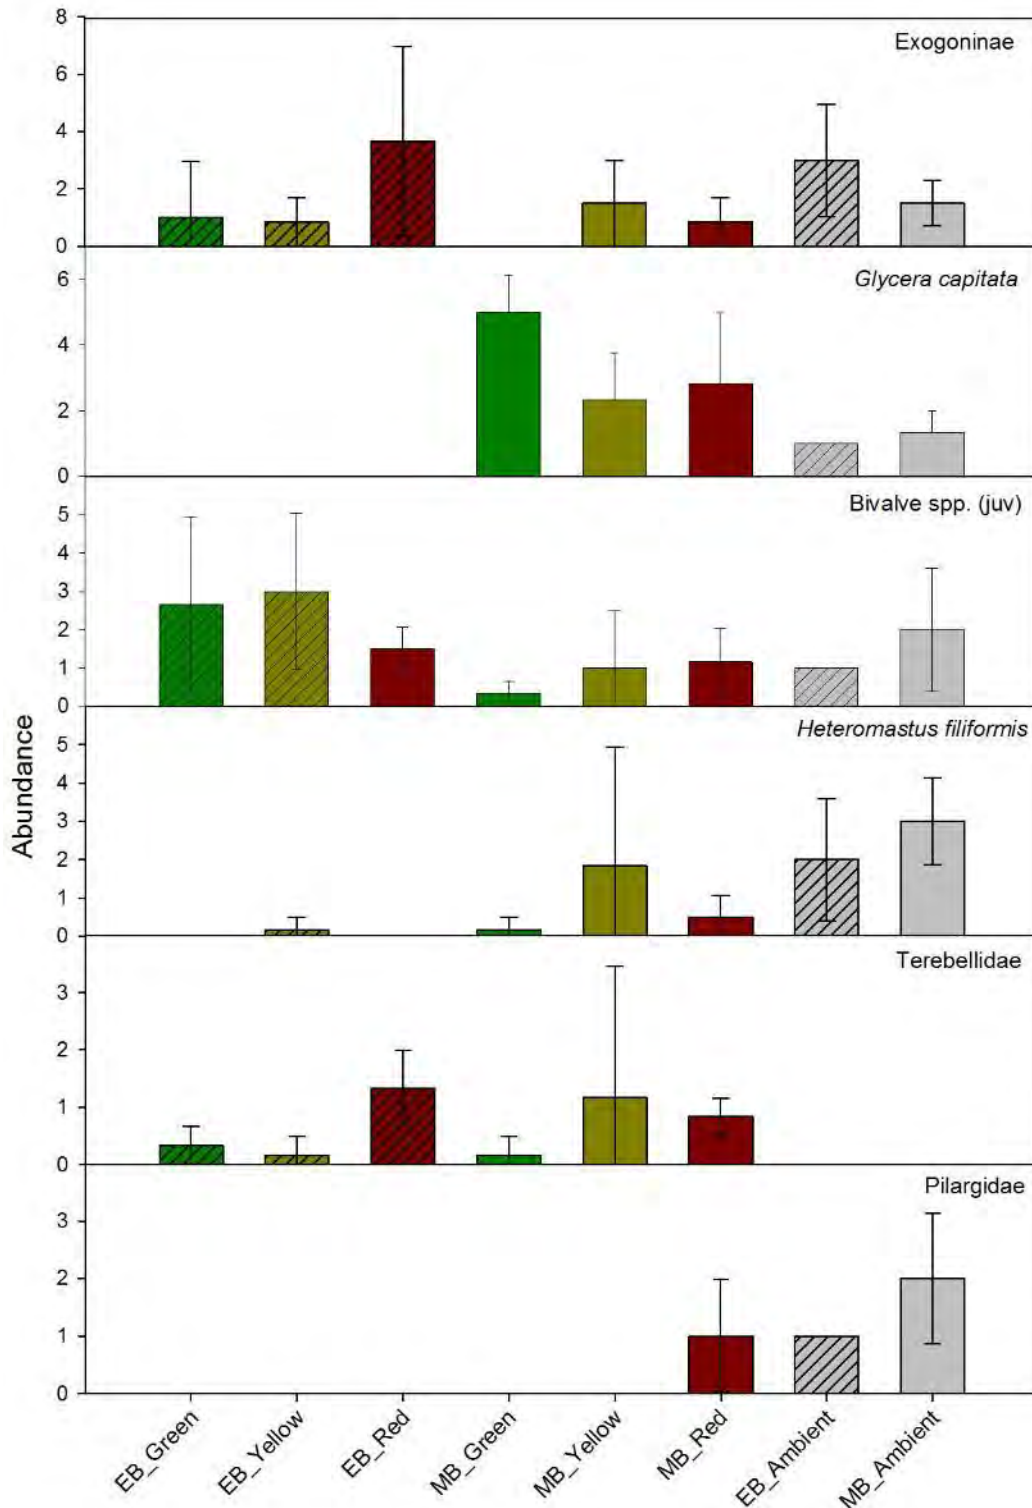 8
Exogoninae
6
4
2
0
6
Glycera capitata
4
2
0
5
Bivalve spp. (juv)
4
3
2
1
0
Heteromastus filiformis
5
4
3
2
1
0
Abundance
Terebellidae
3
2
1
0
Pilargidae
3
2
1
0
EB_Green
EB_Yellow
EB_Red
MB_Green
MB_Yellow
MB_Red
EB_Ambient
MB_Ambient